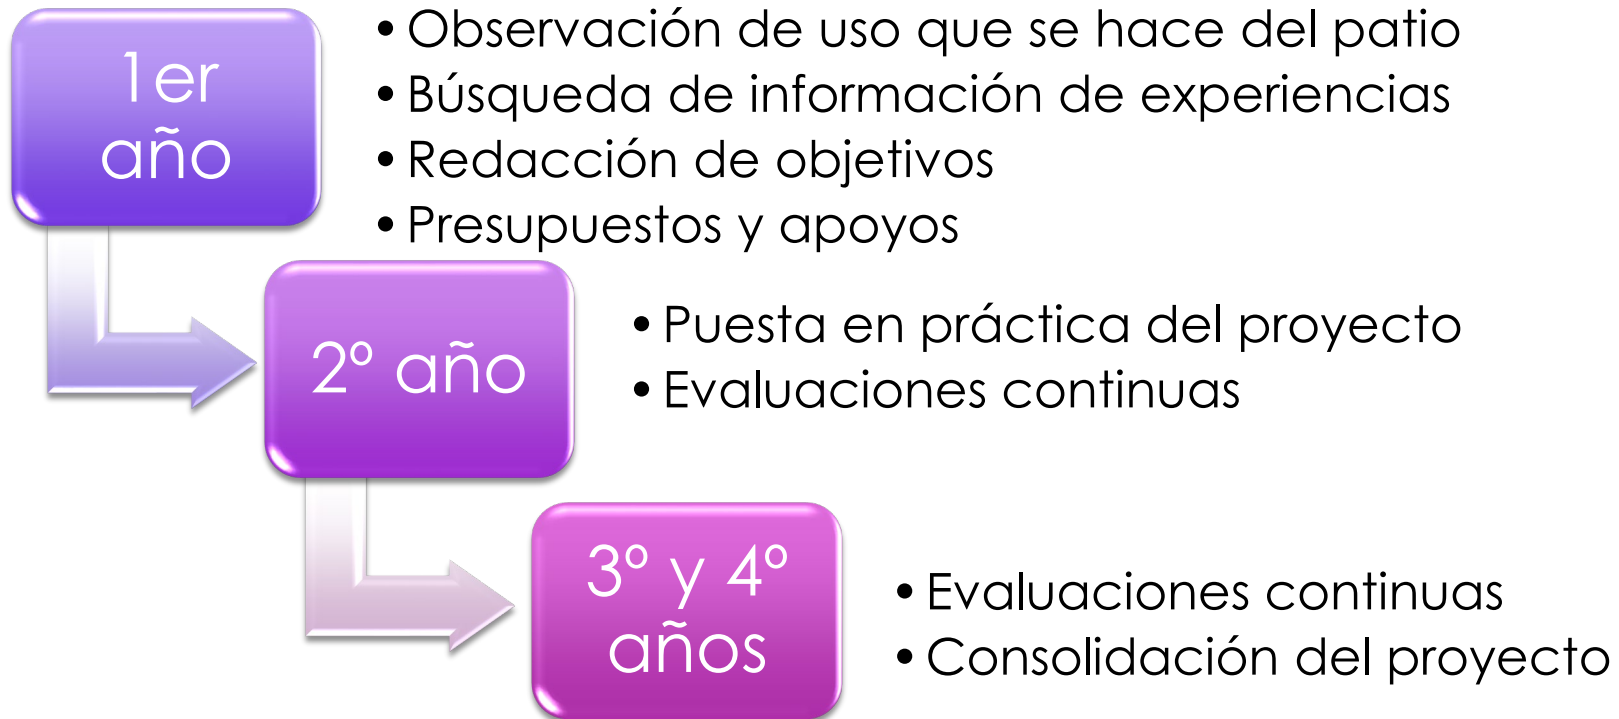 1er
año
• Observación de uso que se hace del patio
• Búsqueda de información de experiencias
• Redacción de objetivos
• Presupuestos y apoyos
2º año
• Puesta en práctica del proyecto
• Evaluaciones continuas
3º y 4º
años
• Evaluaciones continuas
• Consolidación del proyecto